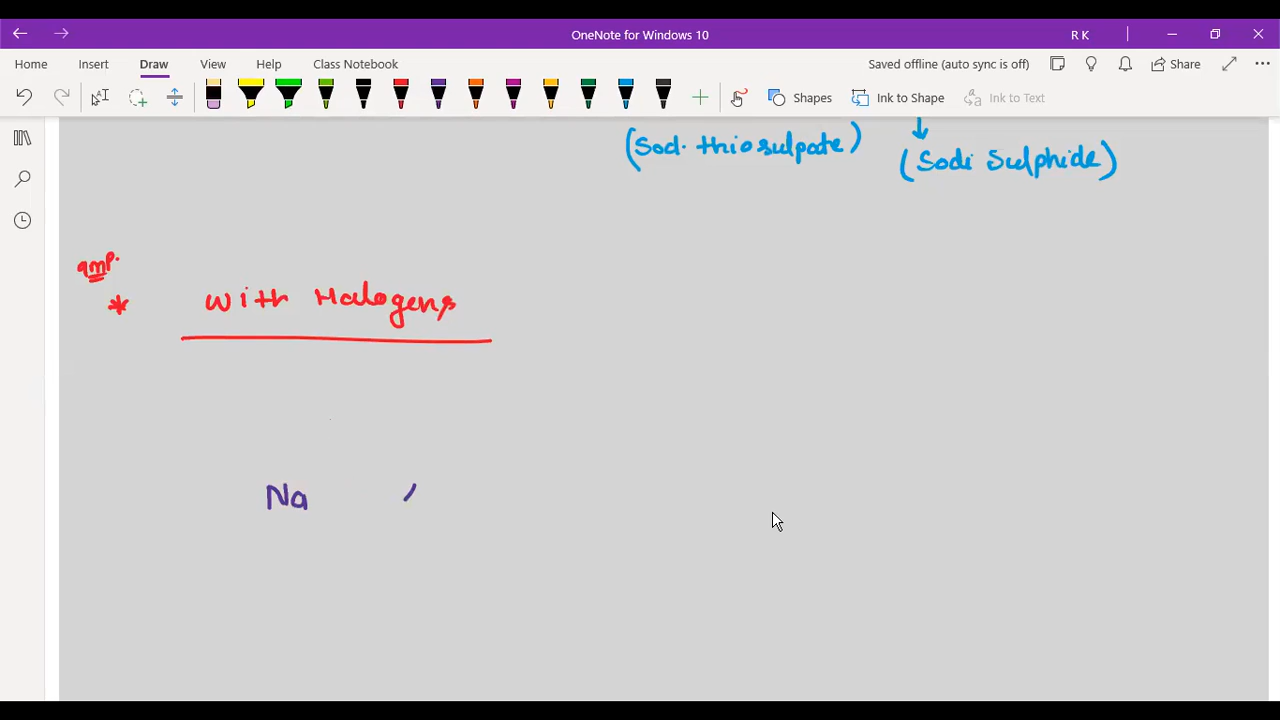 OneNote for Windows 10
R K
Home Insert Draw View Help Class Notebook
Saved offline (auto sync is off) Share
Shapes Ink to Shape Ink to Text
(Sod. thiosulpate) (Sodi Sulphide)
imp.
* With Halogens
Na